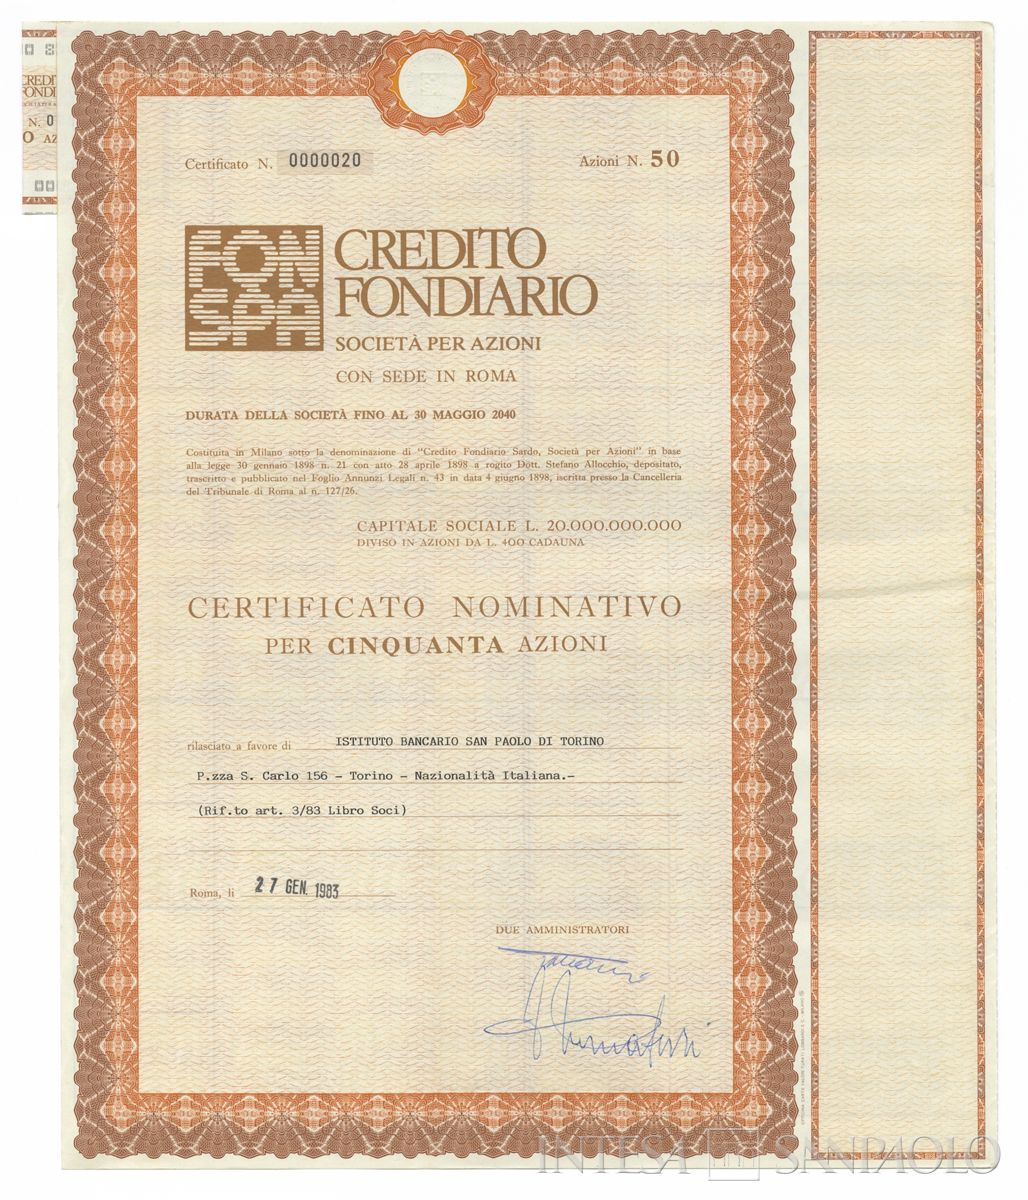 CREDI
FONDI
N. 0
O AZ
00
Certificato N. 0000020
Azioni N. 50
FON
SPA
CREDITO
FONDIARIO
SOCIETÀ PER AZIONI
CON SEDE IN ROMA
DURATA DELLA SOCIETÀ FINO AL 30 MAGGIO 2040
Costituita in Milano sotto la denominazione di "Credito Fondiario Sardo, Società per Azioni" in base
alla legge 30 gennaio 1898 n. 21 con atto 28 aprile 1898 a rogito Dott. Stefano Allocchio, depositato,
trascritto e pubblicato nel Foglio Annunzi Legali n. 43 in data 4 giugno 1898, iscritta presso la Cancelleria
del Tribunale di Roma al n. 127/26.
CAPITALE SOCIALE L. 20.000.000.000
DIVISO IN AZIONI DA L. 400 CADAUNA
CERTIFICATO NOMINATIVO
PER CINQUANTA AZIONI
rilasciato a favore di ISTITUTO BANCARIO SAN PAOLO DI TORINO
P.zza S. Carlo 156 - Torino - Nazionalità Italiana.-
(Rif.to art. 3/83 Libro Soci)
Roma, lì 27 GEN. 1983
DUE AMMINISTRATORI
INTESA SANPAOLO